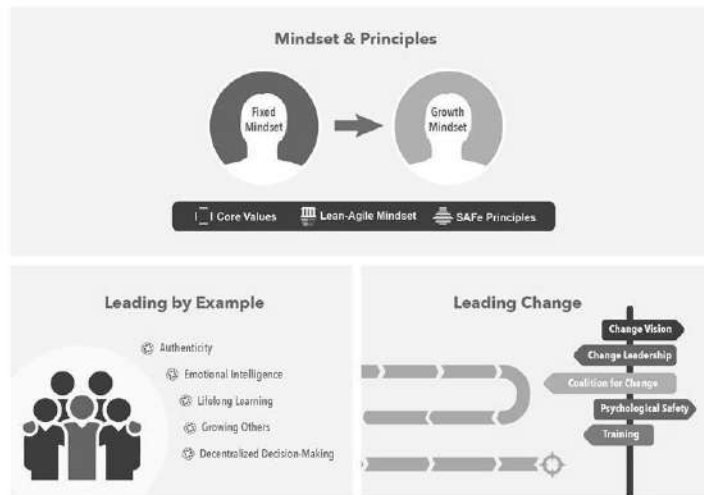 Mindset & Principles
Fixed
Mindset
Growth
Mindset
Core Values
Lean-Agile Mindset
SAFe Principles
Leading by Example
Authenticity
Emotional Intelligence
Lifelong Learning
Growing Others
Decentralized Decision-Making
Leading Change
Change Vision
Change Leadership
Coalition for Change
Psychological Safety
Training